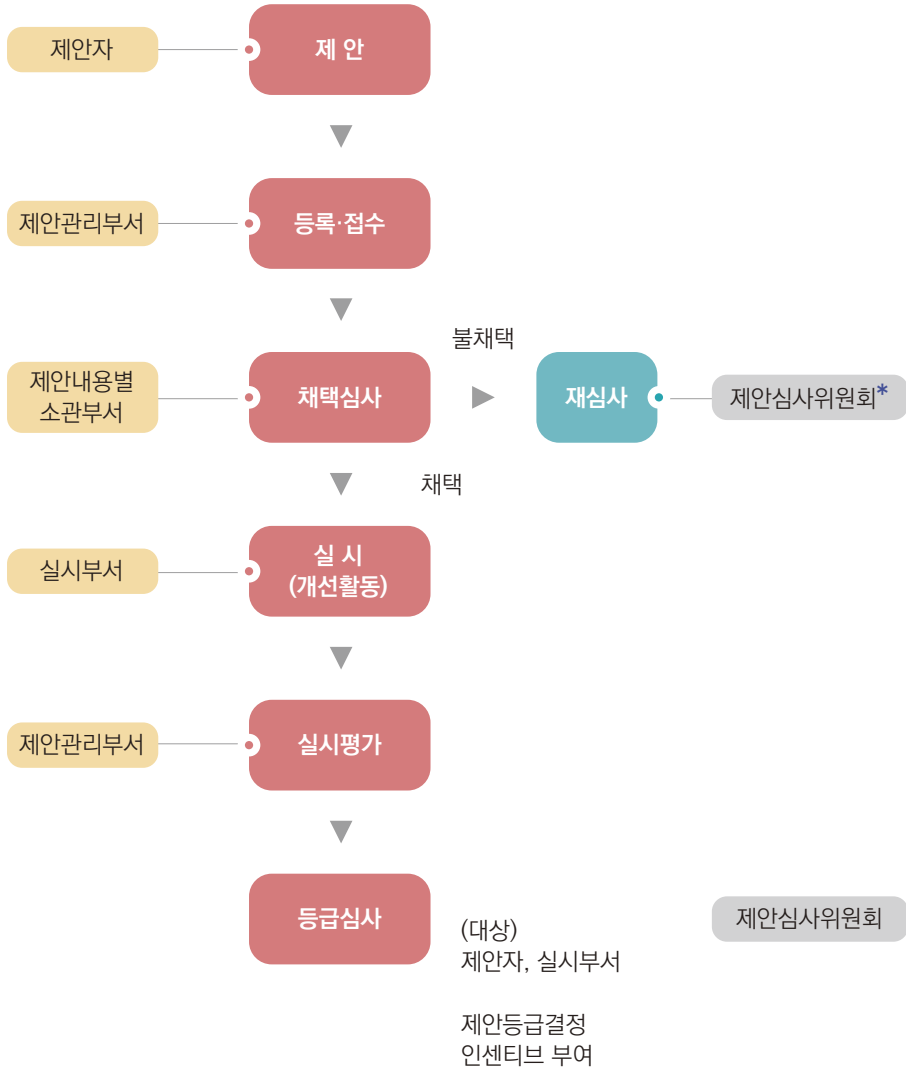 제안자
제 안
제안관리부서
등록·접수
불채택
제안내용별
소관부서
채택심사
재심사
제안심사위원회*
채택
실시부서
실 시
(개선활동)
제안관리부서
실시평가
등급심사
제안심사위원회
(대상)
제안자, 실시부서
제안등급결정
인센티브 부여